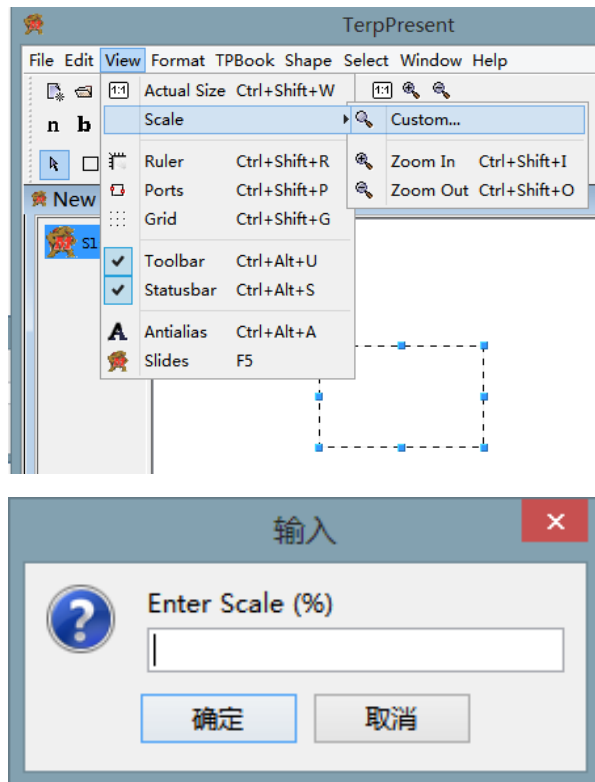 TerpPresent
File Edit View Format TPBook Shape Select Window Help
1:1 Actual Size Ctrl+Shift+W 1:1
n b Scale Custom...
Ruler Ctrl+Shift+R Zoom In Ctrl+Shift+I
Ports Ctrl+Shift+P Zoom Out Ctrl+Shift+O
New
Grid Ctrl+Shift+G
S1
Toolbar Ctrl+Alt+U
Statusbar Ctrl+Alt+S
A Antialias Ctrl+Alt+A
Slides F5
输入
Enter Scale (%)
确定 取消